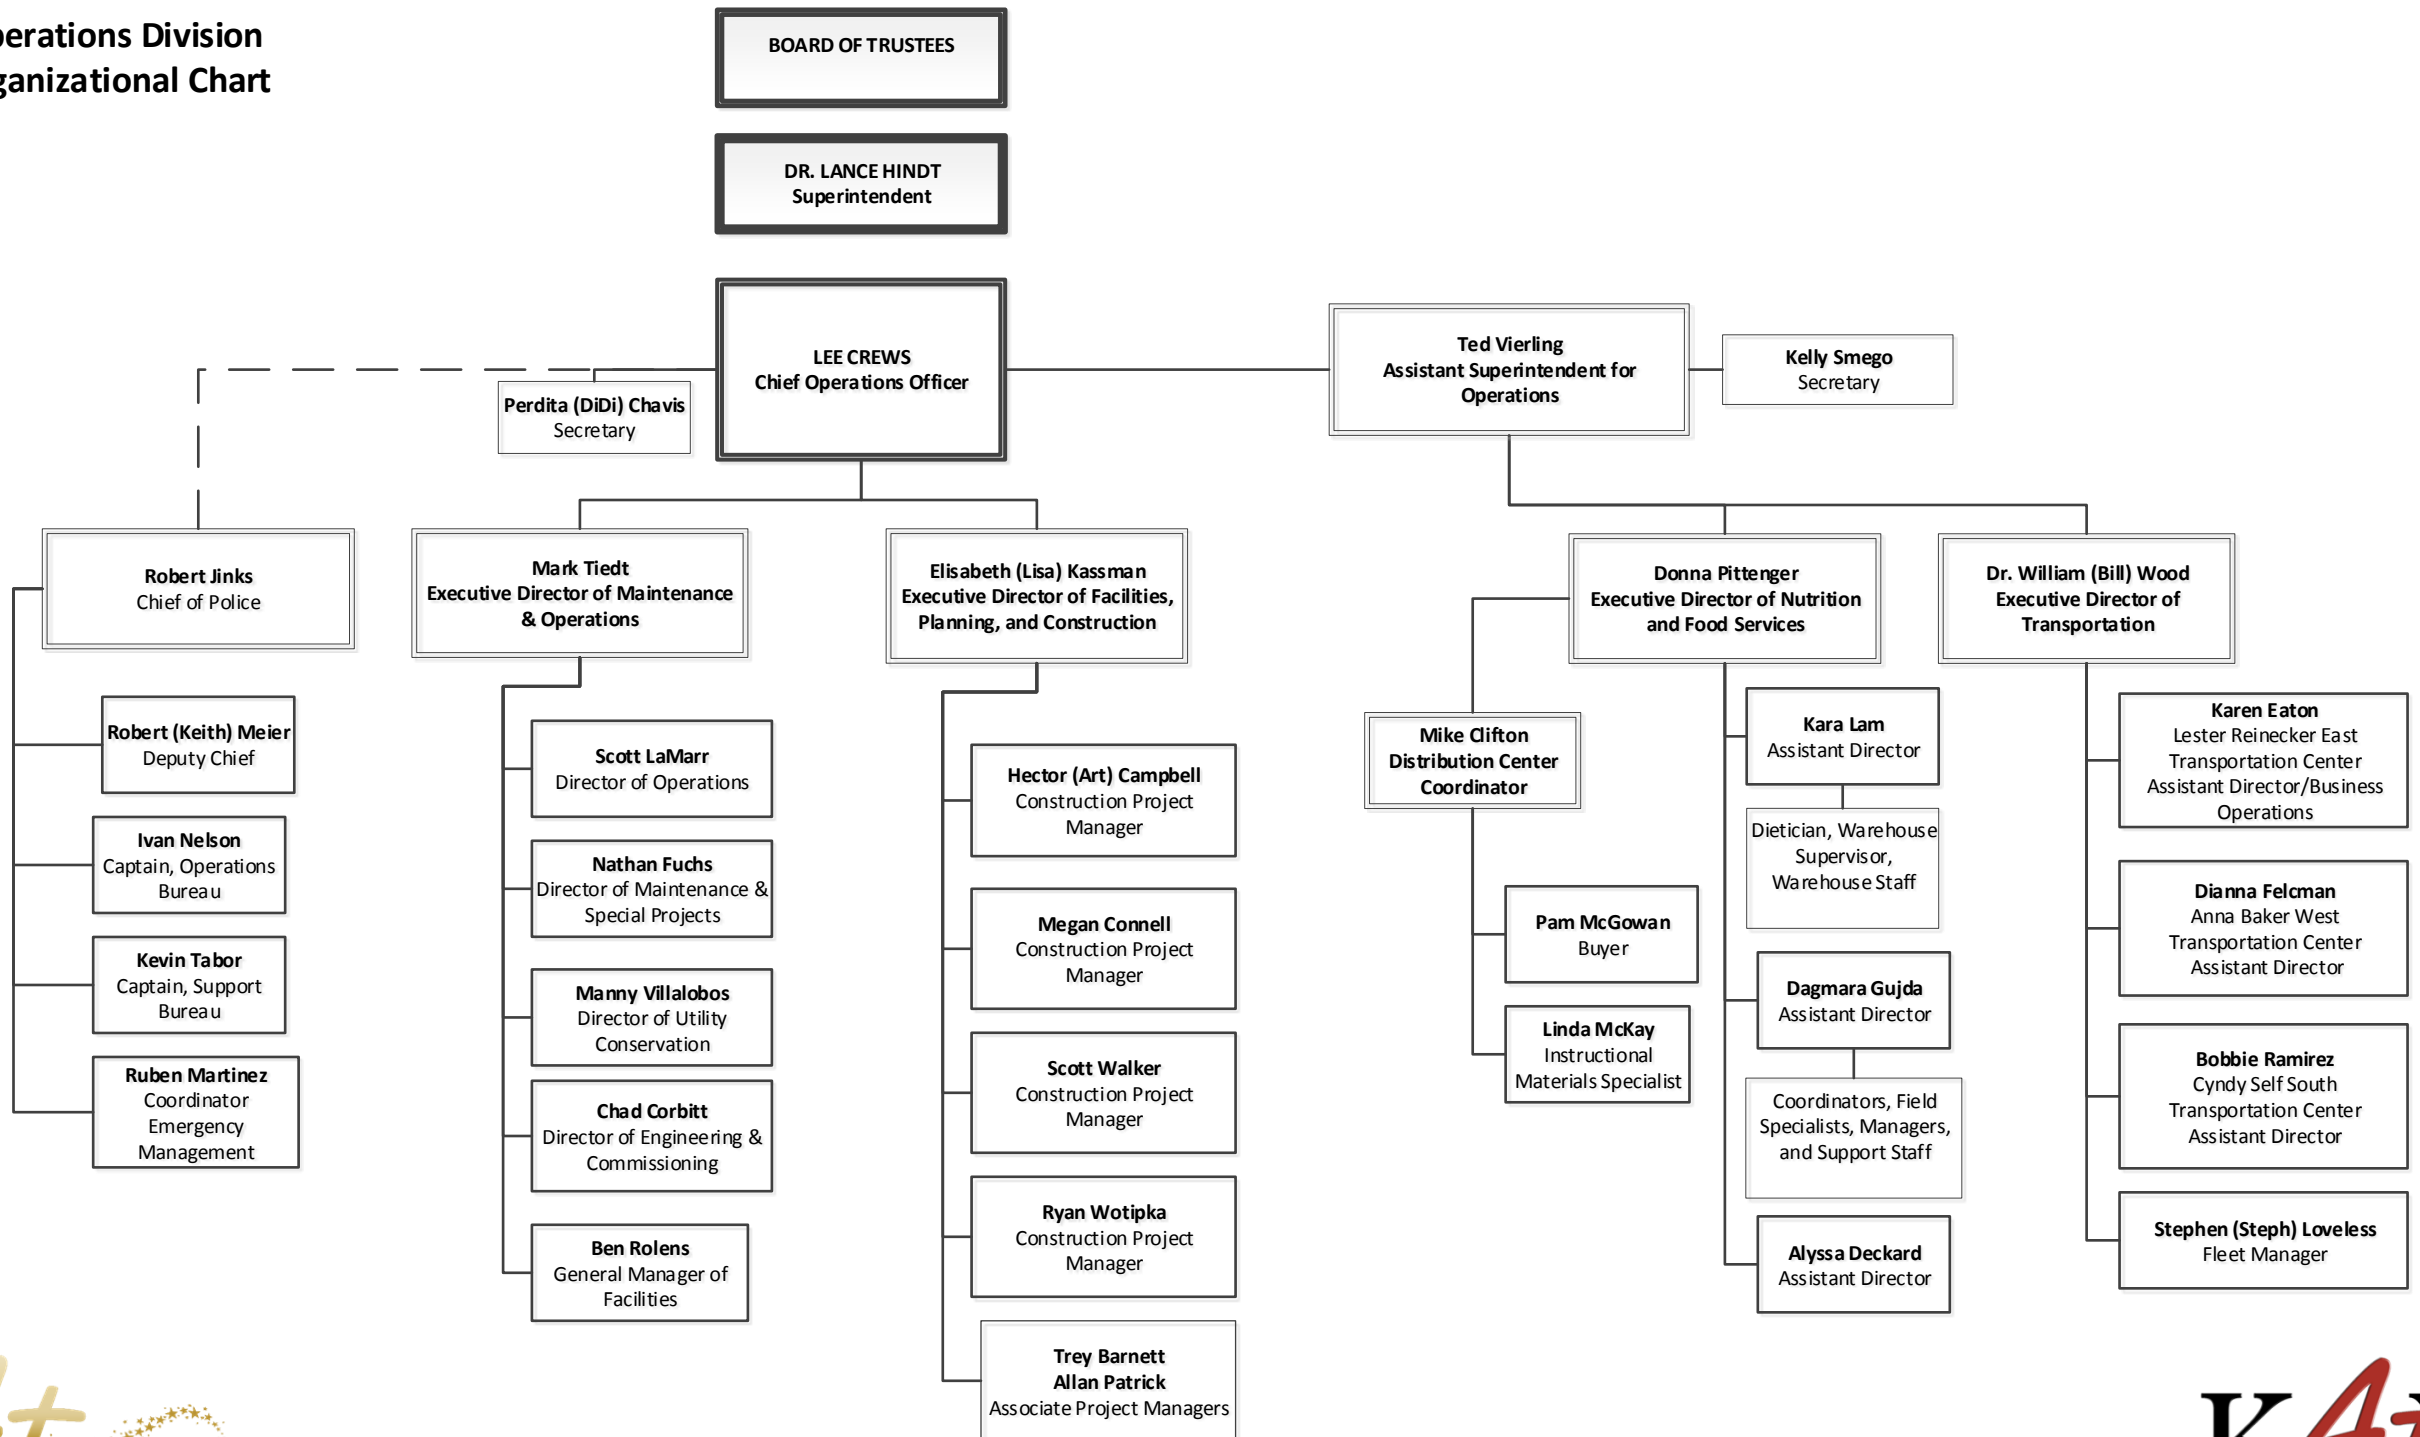 perations Division
ganizational Chart
BOARD OF TRUSTEES
DR. LANCE HINDT
Superintendent
LEE CREWS
Chief Operations Officer
Perdita (DiDi) Chavis
Secretary
Ted Vierling
Assistant Superintendent for
Operations
Kelly Smego
Secretary
Robert Jinks
Chief of Police
Robert (Keith) Meier
Deputy Chief
Ivan Nelson
Captain, Operations
Bureau
Kevin Tabor
Captain, Support
Bureau
Ruben Martinez
Coordinator
Emergency
Management
Mark Tiedt
Executive Director of Maintenance
& Operations
Scott LaMarr
Director of Operations
Nathan Fuchs
Director of Maintenance &
Special Projects
Manny Villalobos
Director of Utility
Conservation
Chad Corbitt
Director of Engineering &
Commissioning
Ben Rolens
General Manager of
Facilities
Elisabeth (Lisa) Kassman
Executive Director of Facilities,
Planning, and Construction
Hector (Art) Campbell
Construction Project
Manager
Megan Connell
Construction Project
Manager
Scott Walker
Construction Project
Manager
Ryan Wotipka
Construction Project
Manager
Trey Barnett
Allan Patrick
Associate Project Managers
Donna Pittenger
Executive Director of Nutrition
and Food Services
Mike Clifton
Distribution Center
Coordinator
Pam McGowan
Buyer
Linda McKay
Instructional
Materials Specialist
Kara Lam
Assistant Director
Dietician, Warehouse
Supervisor,
Warehouse Staff
Dagmara Gujda
Assistant Director
Coordinators, Field
Specialists, Managers,
and Support Staff
Alyssa Deckard
Assistant Director
Dr. William (Bill) Wood
Executive Director of
Transportation
Karen Eaton
Lester Reinecker East
Transportation Center
Assistant Director/Business
Operations
Dianna Felcman
Anna Baker West
Transportation Center
Assistant Director
Bobbie Ramirez
Cyndy Self South
Transportation Center
Assistant Director
Stephen (Steph) Loveless
Fleet Manager